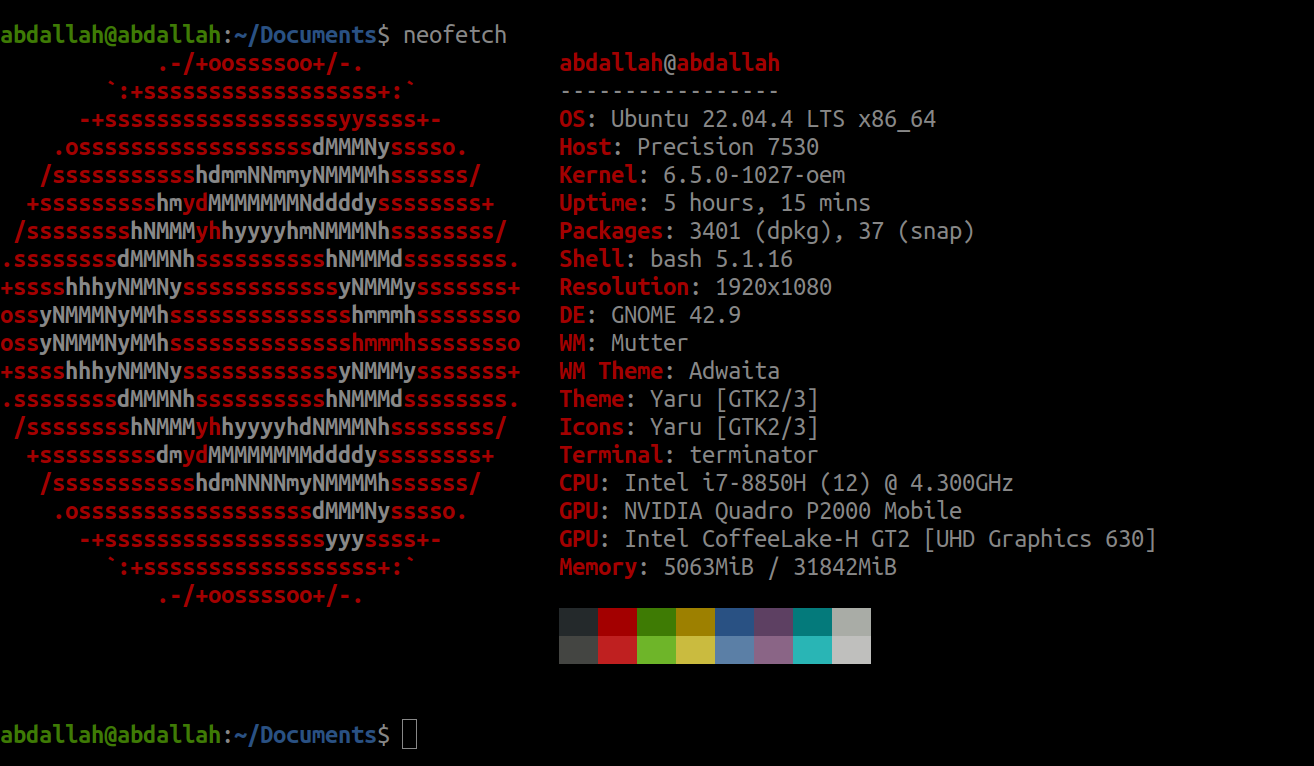 abdallah@abdallah:~/Documents$ neofetch
            .-/+oossssoo+/-.               abdallah@abdallah
        `:+ssssssssssssssssss+:`           -----------------
      -+ssssssssssssssssssyyssss+-         OS: Ubuntu 22.04.4 LTS x86_64
    .ossssssssssssssssssdMMMNysssso.       Host: Precision 7530
   /ssssssssssshdmmNNmmyNMMMMhssssss/      Kernel: 6.5.0-1027-oem
  +ssssssssshmydMMMMMMMNddddyssssssss+     Uptime: 5 hours, 15 mins
 /sssssssshNMMMyhhyyyyhmNMMMNhssssssss/    Packages: 3401 (dpkg), 37 (snap)
.ssssssssdMMMNhsssssssssshNMMMdssssssss.   Shell: bash 5.1.16
+sssshhhyNMMNyssssssssssssyNMMMysssssss+   Resolution: 1920x1080
ossyNMMMNyMMhsssssssssssssshmmmhssssssso   DE: GNOME 42.9
ossyNMMMNyMMhsssssssssssssshmmmhssssssso   WM: Mutter
+sssshhhyNMMNyssssssssssssyNMMMysssssss+   WM Theme: Adwaita
.ssssssssdMMMNhsssssssssshNMMMdssssssss.   Theme: Yaru [GTK2/3]
 /sssssssshNMMMyhhyyyyhdNMMMNhssssssss/    Icons: Yaru [GTK2/3]
  +sssssssssdmydMMMMMMMMddddyssssssss+     Terminal: terminator
   /ssssssssssshdmNNNNmyNMMMMhssssss/      CPU: Intel i7-8850H (12) @ 4.300GHz
    .ossssssssssssssssssdMMMNysssso.       GPU: NVIDIA Quadro P2000 Mobile
      -+sssssssssssssssssyyyssss+-         GPU: Intel CoffeeLake-H GT2 [UHD Graphics 630]
        `:+ssssssssssssssssss+:`           Memory: 5063MiB / 31842MiB
            .-/+oossssoo+/-.
abdallah@abdallah:~/Documents$